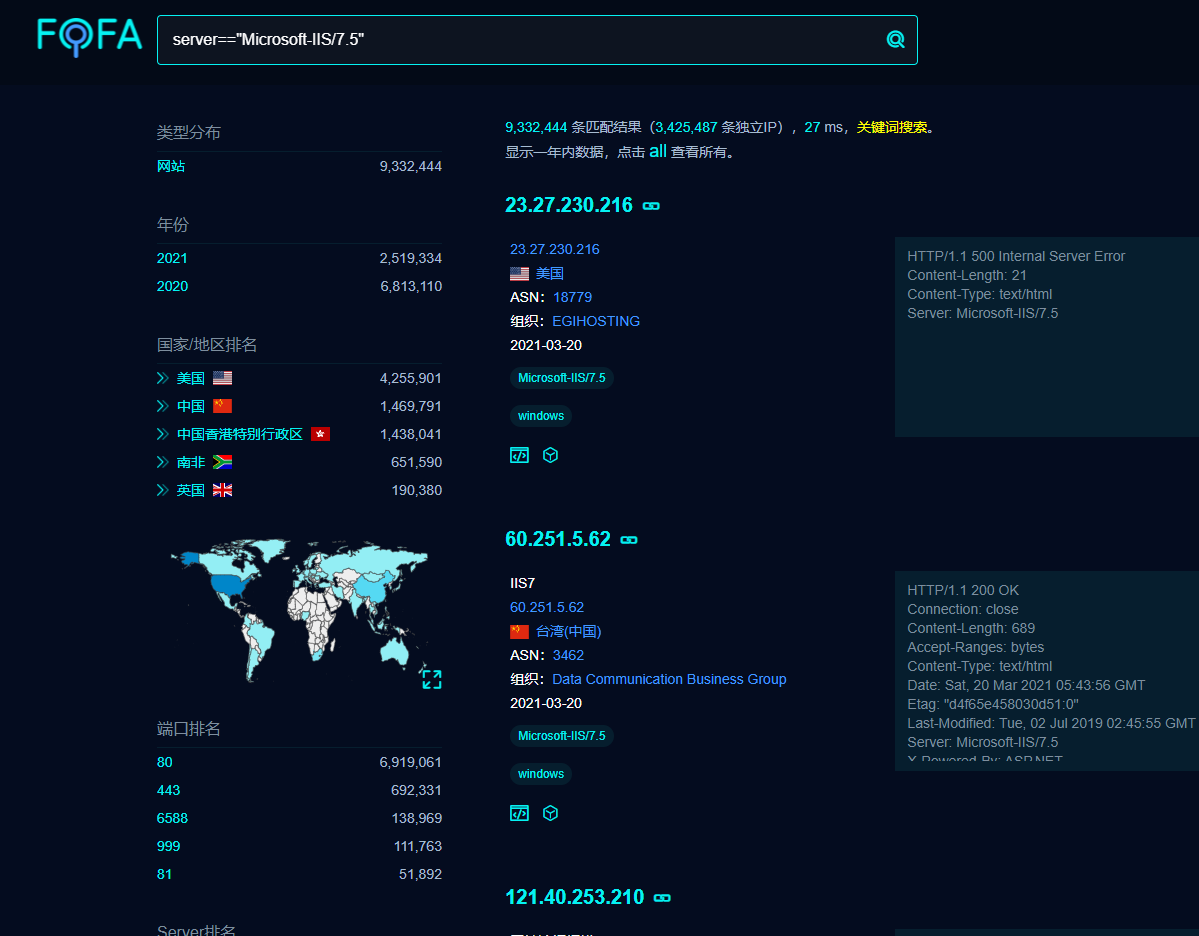 FOFA
server=="Microsoft-IIS/7.5"
类型分布
网站 9,332,444
年份
2021 2,519,334
2020 6,813,110
国家/地区排名
美国 4,255,901
中国 1,469,791
中国香港特别行政区 1,438,041
南非 651,590
英国 190,380
端口排名
80 6,919,061
443 692,331
6588 138,969
999 111,763
81 51,892
Server排名
9,332,444 条匹配结果（3,425,487 条独立IP），27 ms，关键词搜索。
显示一年内数据，点击 all 查看所有。
23.27.230.216
23.27.230.216
美国
ASN：18779
组织：EGIHOSTING
2021-03-20
Microsoft-IIS/7.5
windows
HTTP/1.1 500 Internal Server Error
Content-Length: 21
Content-Type: text/html
Server: Microsoft-IIS/7.5
60.251.5.62
IIS7
60.251.5.62
台湾(中国)
ASN：3462
组织：Data Communication Business Group
2021-03-20
Microsoft-IIS/7.5
windows
HTTP/1.1 200 OK
Connection: close
Content-Length: 689
Accept-Ranges: bytes
Content-Type: text/html
Date: Sat, 20 Mar 2021 05:43:56 GMT
Etag: "d4f65e458030d51:0"
Last-Modified: Tue, 02 Jul 2019 02:45:55 GMT
Server: Microsoft-IIS/7.5
X-Powered-By: ASP.NET
121.40.253.210